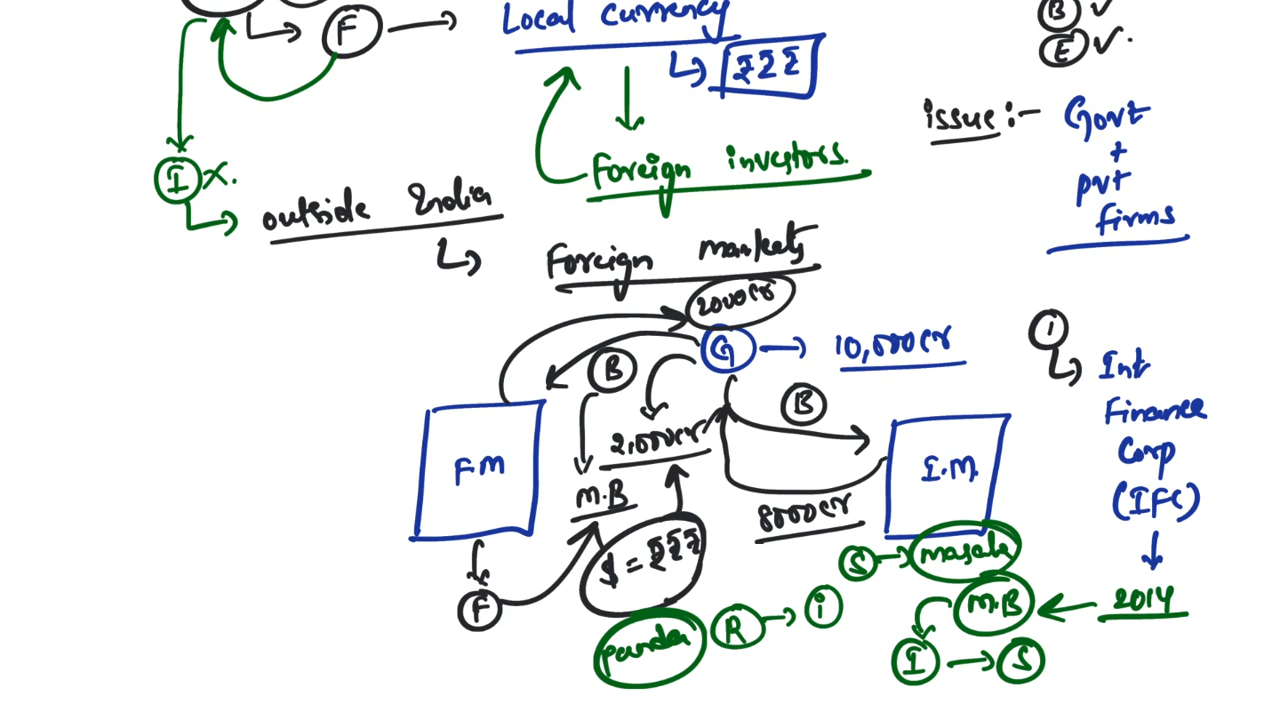 F
Local Currency
₹₹₹
B ✓
E ✓.
issue:- Govt
+
pvt
firms
Foreign investors.
I X.
outside India
Foreign markets
2000cr
G → 10,000cr
B
B
2,000cr
F.M
I.M.
M.B
8000cr
$ = ₹₹₹
F
S → masala
panda
R → i
M.B ← 2014
I → S
I
Int
Finance
Corp
(IFC)